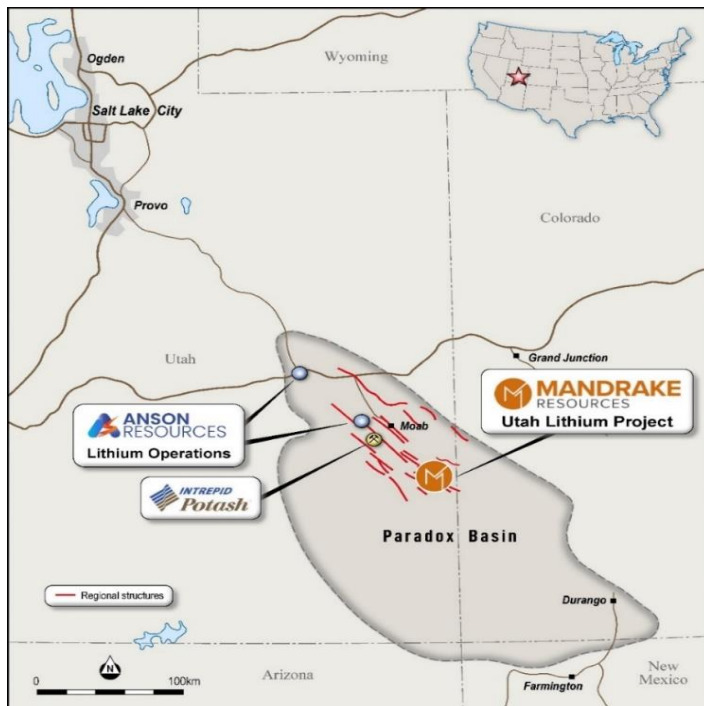 Wyoming
Ogden
Salt Lake City
Provo
Colorado
Utah
Grand Junction
MANDRAKE
RESOURCES
Utah Lithium Project
ANSON
RESOURCES
Lithium Operations
Moab
INTREPID
Potash
Paradox Basin
Regional structures
Durango
N
0
100km
Arizona
New
Mexico
Farmington